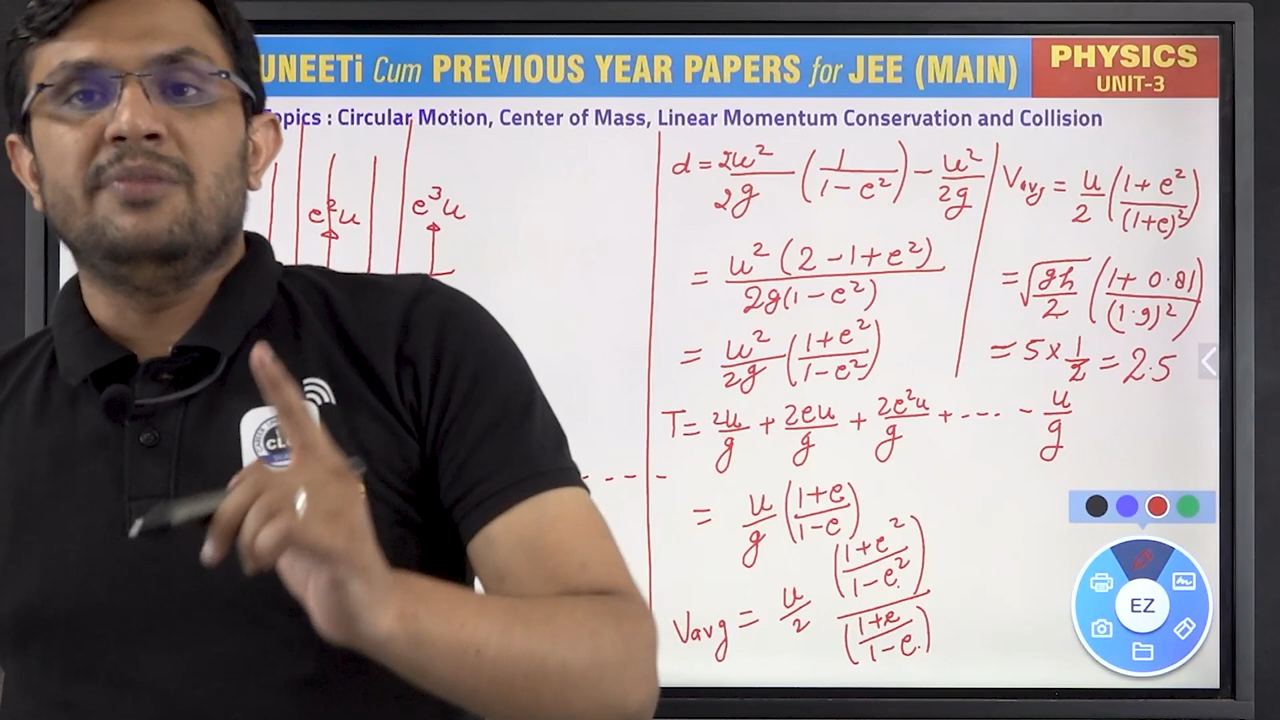 UNEETi Cum PREVIOUS YEAR PAPERS for JEE (MAIN)
PHYSICS
UNIT-3
opics : Circular Motion, Center of Mass, Linear Momentum Conservation and Collision
e²u
e³u
d = 2u²/2g (1/(1 - e²)) - u²/2g
= u² (2 - 1 + e²) / 2g(1 - e²)
= u²/2g ((1 + e²)/(1 - e²))
T = 2u/g + 2eu/g + 2e²u/g + ---- - u/g
= u/g ((1+e)/(1-e))
Vavg = u/2 ((1+e²)/(1-e²)) / ((1+e)/(1-e))
Vavg = u/2 ((1+e²)/(1+e)²)
= √(gh/2) ((1+0.81)/(1.9)²)
= 5 × 1/2 = 2.5
CL
EZ